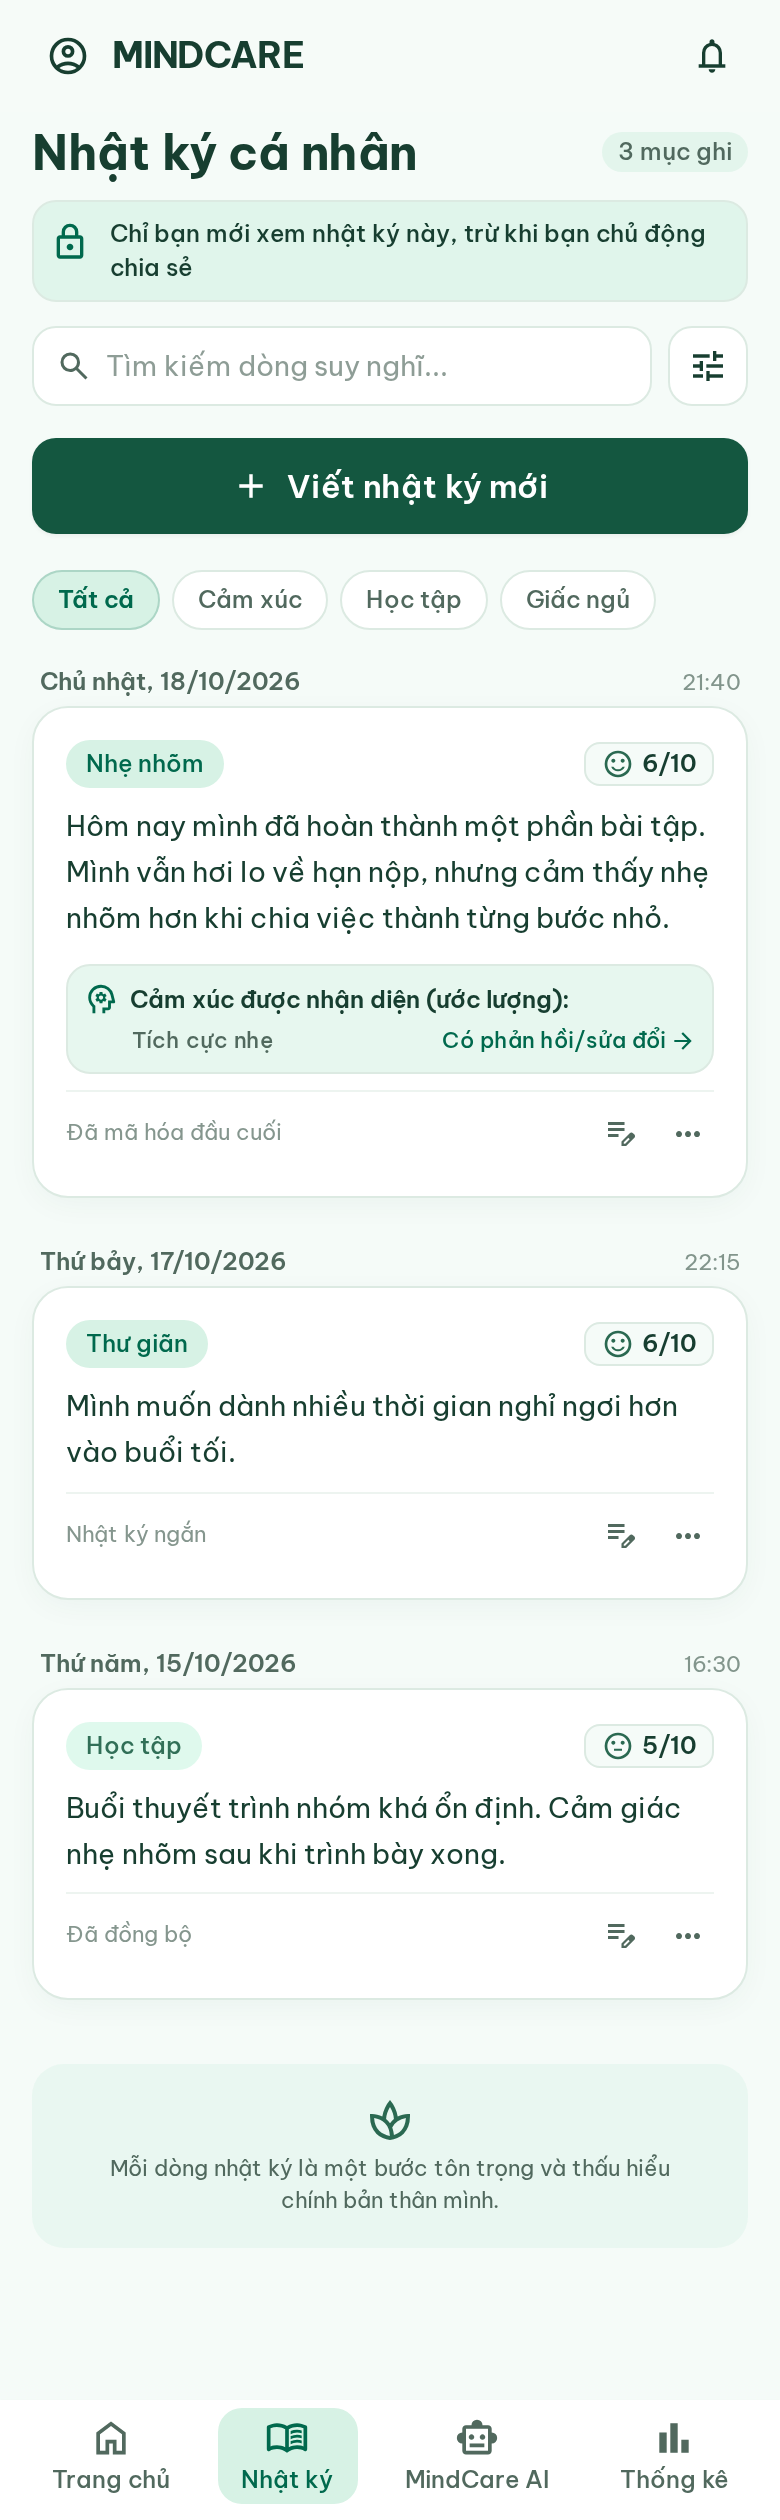 MINDCARE
Nhật ký cá nhân
3 mục ghi
Chỉ bạn mới xem nhật ký này, trừ khi bạn chủ động
chia sẻ
Tìm kiếm dòng suy nghĩ...
Viết nhật ký mới
Tất cả
Cảm xúc
Học tập
Giấc ngủ
Chủ nhật, 18/10/2026
21:40
Nhẹ nhõm
6/10
Hôm nay mình đã hoàn thành một phần bài tập.
Mình vẫn hơi lo về hạn nộp, nhưng cảm thấy nhẹ
nhõm hơn khi chia việc thành từng bước nhỏ.
Cảm xúc được nhận diện (ước lượng):
Tích cực nhẹ
Có phản hồi/sửa đổi →
Đã mã hóa đầu cuối
Thứ bảy, 17/10/2026
22:15
Thư giãn
6/10
Mình muốn dành nhiều thời gian nghỉ ngơi hơn
vào buổi tối.
Nhật ký ngắn
Thứ năm, 15/10/2026
16:30
Học tập
5/10
Buổi thuyết trình nhóm khá ổn định. Cảm giác
nhẹ nhõm sau khi trình bày xong.
Đã đồng bộ
Mỗi dòng nhật ký là một bước tôn trọng và thấu hiểu
chính bản thân mình.
Trang chủ
Nhật ký
MindCare AI
Thống kê